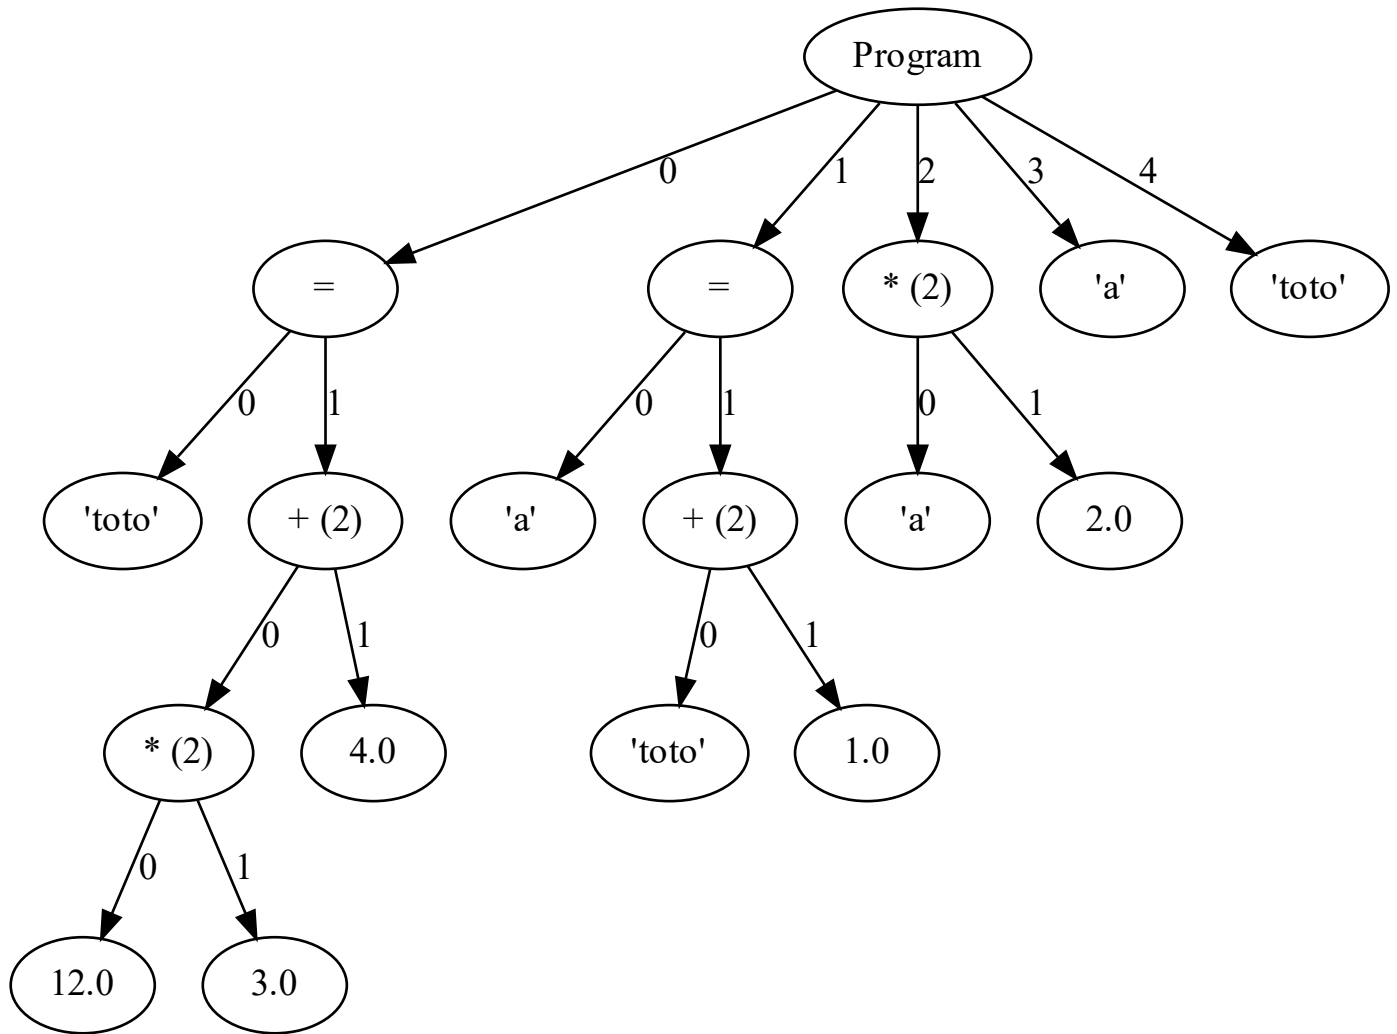 Program
0 1 2 3 4
= = * (2) 'a' 'toto'
0 1 0 1 0 1
'toto' + (2) 'a' + (2) 'a' 2.0
0 1 0 1
* (2) 4.0 'toto' 1.0
0 1
12.0 3.0